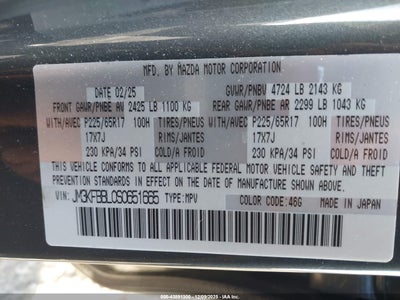 MFD. BY MAZDA MOTOR CORPORATION
DATE 02/25 GVWR/PNBV 4724 LB 2143 KG
FRONT GAWR/PNBE AV 2425 LB 1100 KG REAR GAWR/PNBE AR 2299 LB 1043 KG
WITH/AVEC P225/65R17 100H TIRES/PNEUS WITH/AVEC P225/65R17 100H TIRES/PNEUS
17X7J RIMS/JANTES 17X7J RIMS/JANTES
230 KPA/34 PSI COLD/A FROID 230 KPA/34 PSI COLD/A FROID
THIS VEHICLE CONFORMS TO ALL APPLICABLE FEDERAL MOTOR VEHICLE SAFETY
STANDARDS IN EFFECT ON THE DATE OF MANUFACTURE SHOWN ABOVE.
VIN: JM3KFBBL0S0651685 TYPE:MPV COLOR CODE: 46G MADE IN JAPAN